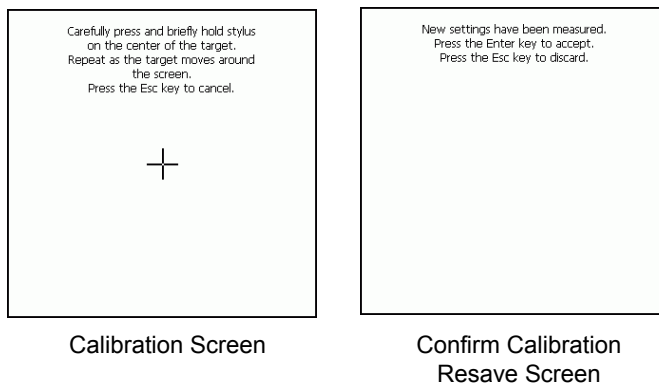 Carefully press and briefly hold stylus
on the center of the target.
Repeat as the target moves around
the screen.
Press the Esc key to cancel.
New settings have been measured.
Press the Enter key to accept.
Press the Esc key to discard.
Calibration Screen
Confirm Calibration
Resave Screen